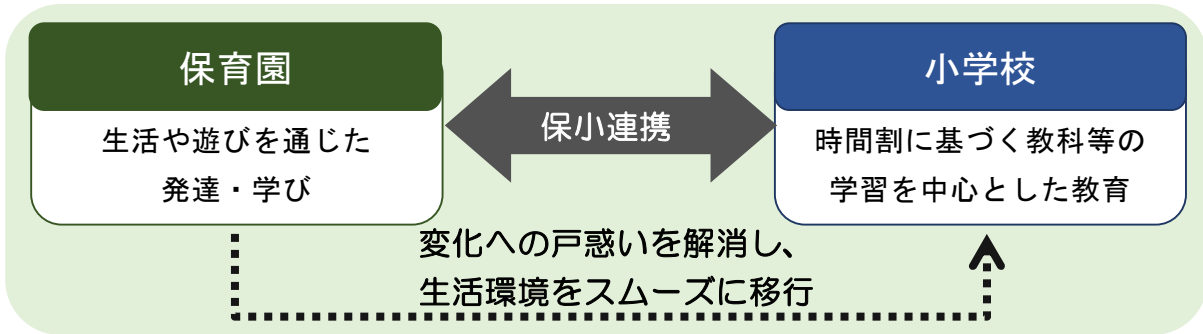 保育園
生活や遊びを通じた
発達・学び
保小連携
小学校
時間割に基づく教科等の
学習を中心とした教育
変化への戸惑いを解消し、
生活環境をスムーズに移行